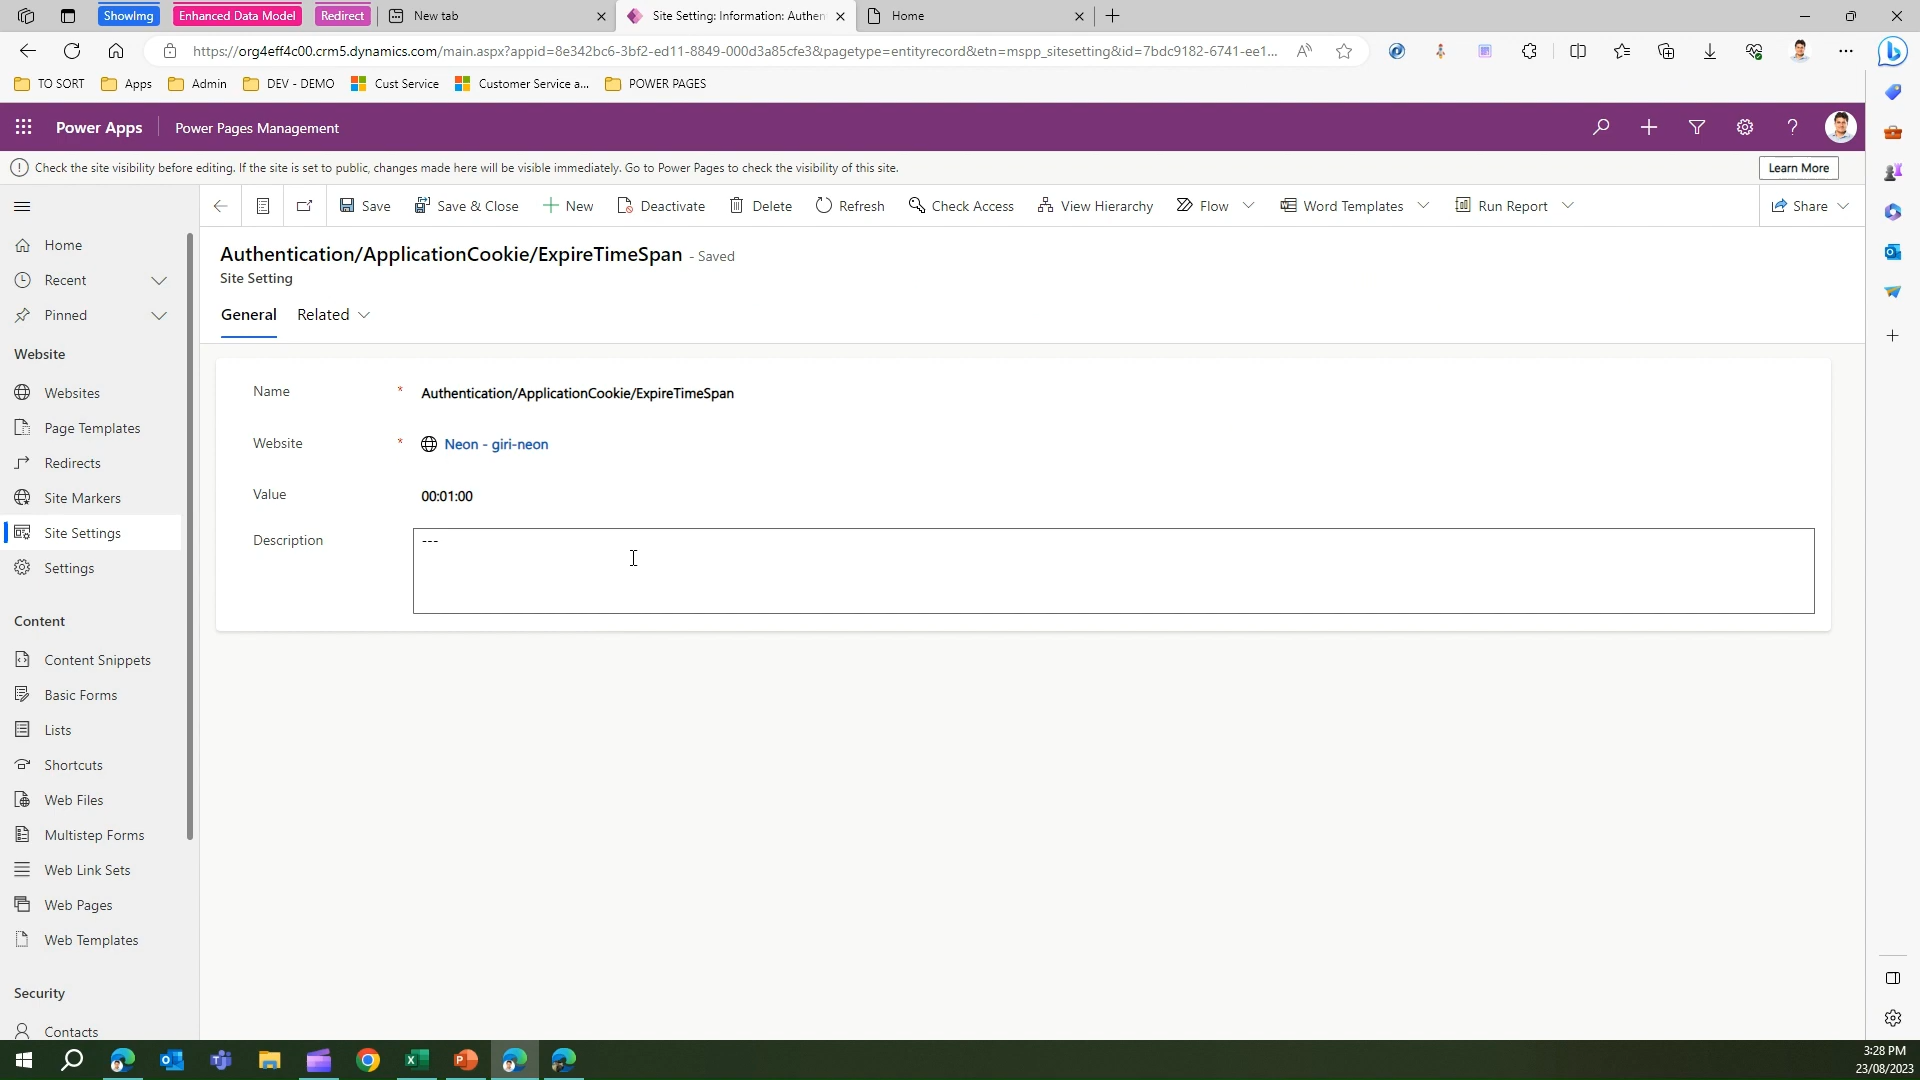 ShowImg
Enhanced Data Model
Redirect
New tab
Site Setting: Information: Authen
Home
https://org4eff4c00.crm5.dynamics.com/main.aspx?appid=8e342bc6-3bf2-ed11-8849-000d3a85cfe3&pagetype=entityrecord&etn=mspp_sitesetting&id=7bdc9182-6741-ee1...
TO SORT
Apps
Admin
DEV - DEMO
Cust Service
Customer Service a...
POWER PAGES
Power Apps
Power Pages Management
Check the site visibility before editing. If the site is set to public, changes made here will be visible immediately. Go to Power Pages to check the visibility of this site.
Learn More
Save
Save & Close
New
Deactivate
Delete
Refresh
Check Access
View Hierarchy
Flow
Word Templates
Run Report
Share
Home
Recent
Pinned
Website
Websites
Page Templates
Redirects
Site Markers
Site Settings
Settings
Content
Content Snippets
Basic Forms
Lists
Shortcuts
Web Files
Multistep Forms
Web Link Sets
Web Pages
Web Templates
Security
Contacts
Authentication/ApplicationCookie/ExpireTimeSpan - Saved
Site Setting
General
Related
Name * Authentication/ApplicationCookie/ExpireTimeSpan
Website * Neon - giri-neon
Value 00:01:00
Description ---
3:28 PM
23/08/2023